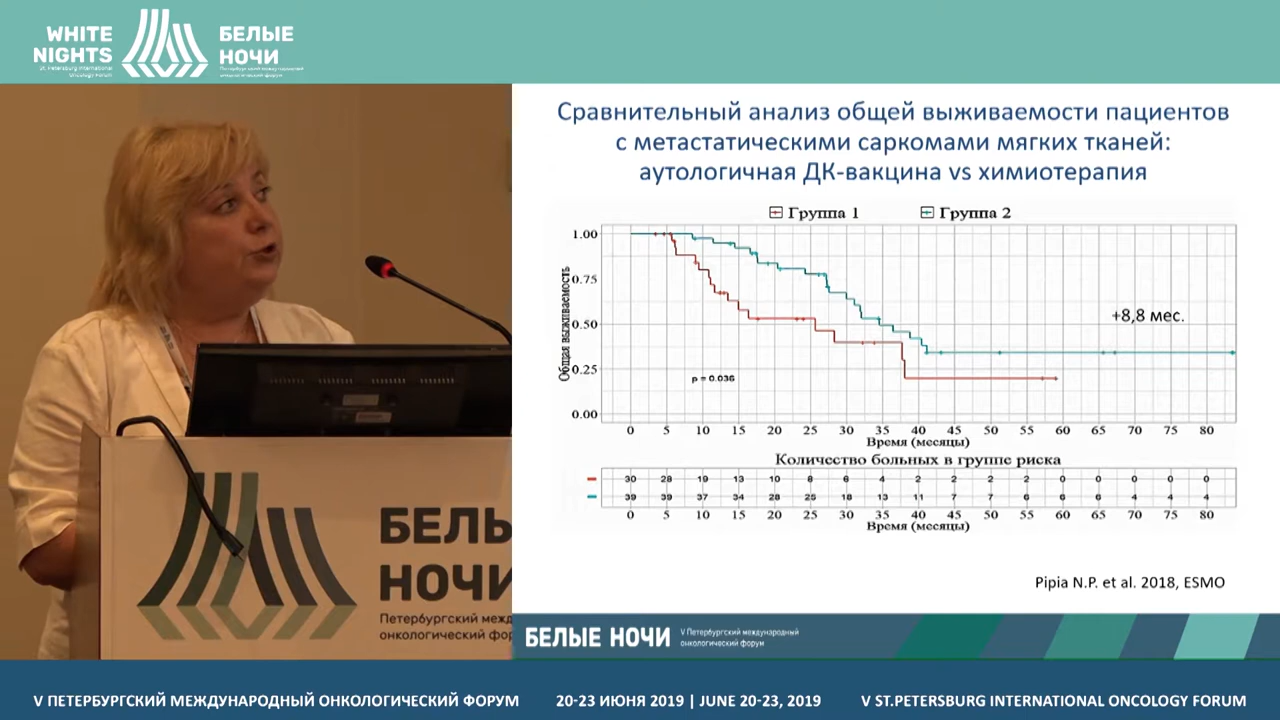 WHITE
NIGHTS
St. Petersburg International
Oncology Forum
БЕЛЫЕ
НОЧИ
Петербургский международный
онкологический форум
Сравнительный анализ общей выживаемости пациентов
с метастатическими саркомами мягких тканей:
аутологичная ДК-вакцина vs химиотерапия
Группа 1 Группа 2
1.00
0.75
0.50
0.25
0.00
Общая выживаемость
+8,8 мес.
p = 0.036
0 5 10 15 20 25 30 35 40 45 50 55 60 65 70 75 80
Время (месяцы)
Количество больных в группе риска
30 28 19 13 10 8 6 4 2 2 2 2 0 0 0 0 0
39 39 37 34 28 25 18 13 11 7 7 6 6 6 4 4 4
0 5 10 15 20 25 30 35 40 45 50 55 60 65 70 75 80
Время (месяцы)
Pipia N.P. et al. 2018, ESMO
БЕЛЫ
НОЧИ
Петербургский межд
онкологический фор
БЕЛЫЕ НОЧИ
V Петербургский международный
онкологический форум
V ПЕТЕРБУРГСКИЙ МЕЖДУНАРОДНЫЙ ОНКОЛОГИЧЕСКИЙ ФОРУМ 20-23 ИЮНЯ 2019 | JUNE 20-23, 2019 V ST.PETERSBURG INTERNATIONAL ONCOLOGY FORUM